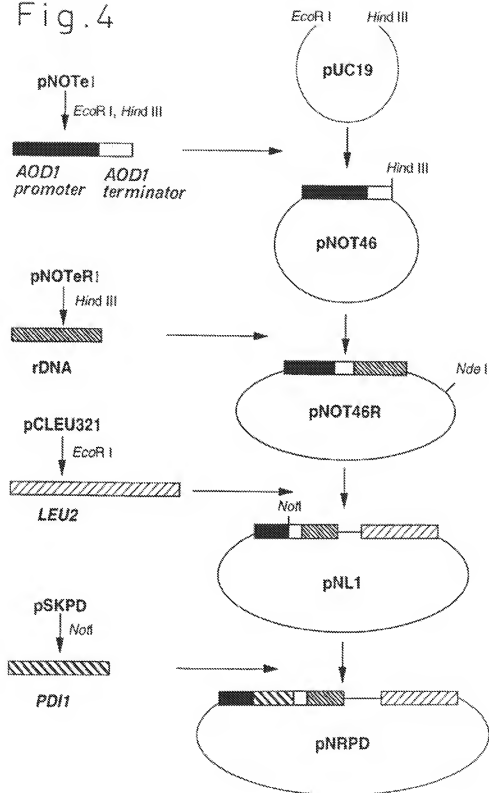 Fig.4
EcoR I Hind III
pUC19
pNOTeI
EcoR I, Hind III
AOD1 promoter
AOD1 terminator
Hind III
pNOT46
pNOTeRI
Hind III
rDNA
Nde I
pNOT46R
pCLEU321
EcoR I
LEU2
NotI
pNL1
pSKPD
NotI
PDI1
pNRPD